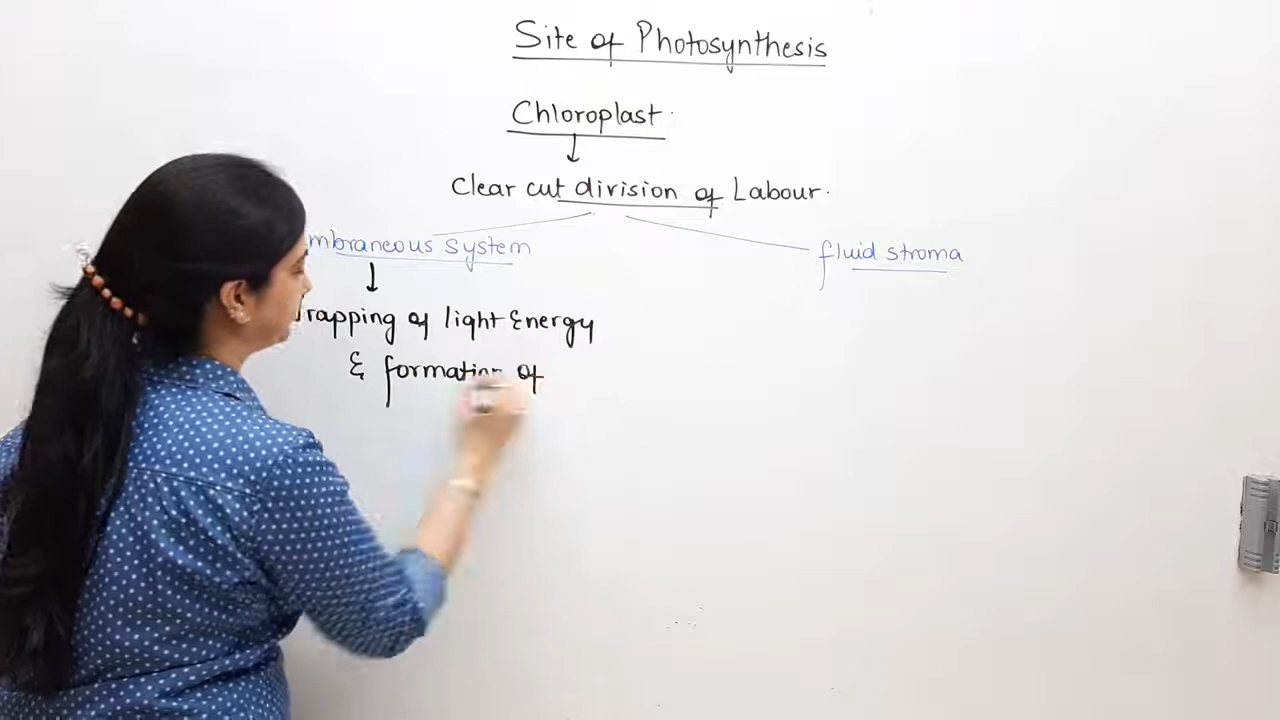 Site of Photosynthesis
Chloroplast.
Clear cut division of Labour.
mbraneous system
fluid stroma
rapping of light Energy
& formation of